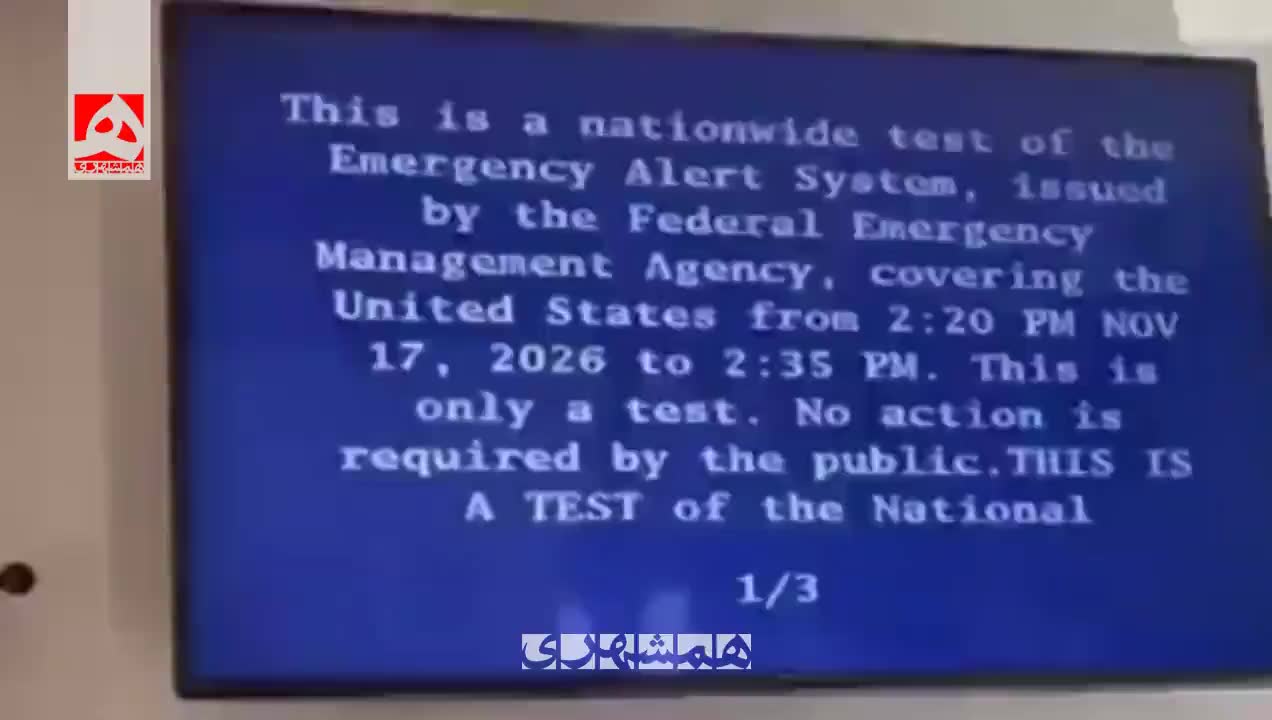 همشهری
This is a nationwide test of the
Emergency Alert System, issued
by the Federal Emergency
Management Agency, covering the
United States from 2:20 PM NOV
17, 2026 to 2:35 PM. This is
only a test. No action is
required by the public.THIS IS
A TEST of the National
1/3
همشهری